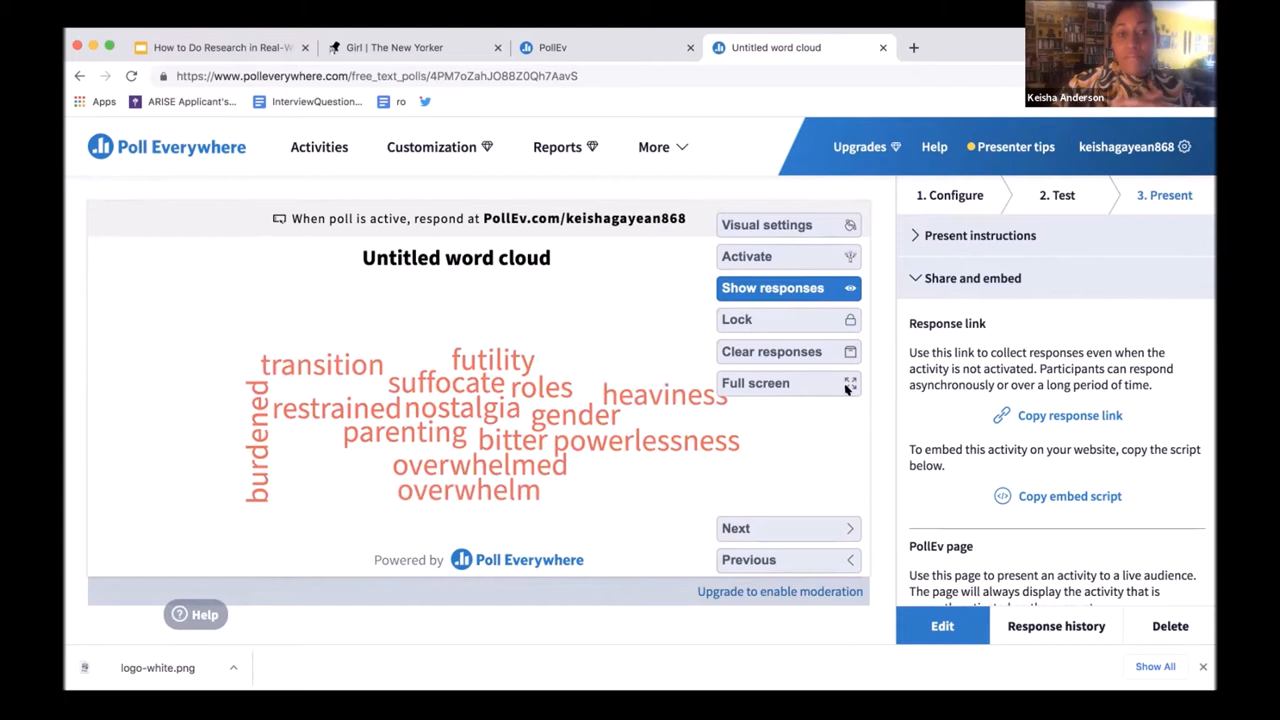 How to Do Research in Real-W
Girl | The New Yorker
PollEv
Untitled word cloud
https://www.polleverywhere.com/free_text_polls/4PM7oZahJO88Z0Qh7AavS
Apps
ARISE Applicant's...
InterviewQuestion...
ro
Keisha Anderson
Poll Everywhere
Activities
Customization
Reports
More
Upgrades
Help
Presenter tips
keishagayean868
When poll is active, respond at PollEv.com/keishagayean868
Untitled word cloud
transition
futility
suffocate
roles
heaviness
burdened
restrained
nostalgia
gender
parenting
bitter
powerlessness
overwhelmed
overwhelm
Visual settings
Activate
Show responses
Lock
Clear responses
Full screen
Next
Previous
Powered by Poll Everywhere
Upgrade to enable moderation
Help
1. Configure
2. Test
3. Present
Present instructions
Share and embed
Response link
Use this link to collect responses even when the
activity is not activated. Participants can respond
asynchronously or over a long period of time.
Copy response link
To embed this activity on your website, copy the script
below.
Copy embed script
PollEv page
Use this page to present an activity to a live audience.
The page will always display the activity that is
Edit
Response history
Delete
logo-white.png
Show All